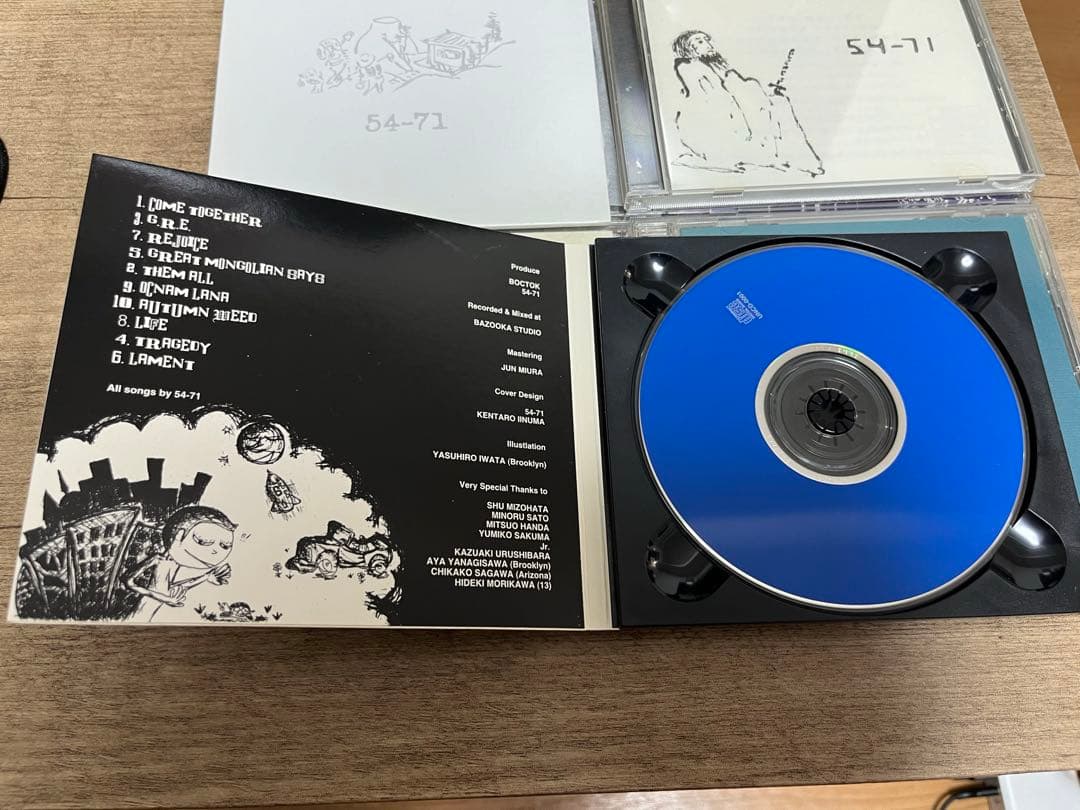 54-71
54-71
1. COME TOGETHER
3. G.R.E.
7. REJOICE
5. GREAT MONGOLIAN SAYS
2. THEM ALL
9. OCNAM LANA
10. AUTUMN WEED
8. LIFE
4. TRAGEDY
6. LAMENT
All songs by 54-71
Produce
BOCTOK
54-71
Recorded & Mixed at
BAZOOKA STUDIO
Mastering
JUN MIURA
Cover Design
54-71
KENTARO IINUMA
Illustlation
YASUHIRO IWATA (Brooklyn)
Very Special Thanks to
SHU MIZOHATA
MINORU SATO
MITSUO HANDA
YUMIKO SAKUMA
Jr.
KAZUAKI URUSHIBARA
AYA YANAGISAWA (Brooklyn)
CHIKAKO SAGAWA (Arizona)
HIDEKI MORIKAWA (13)